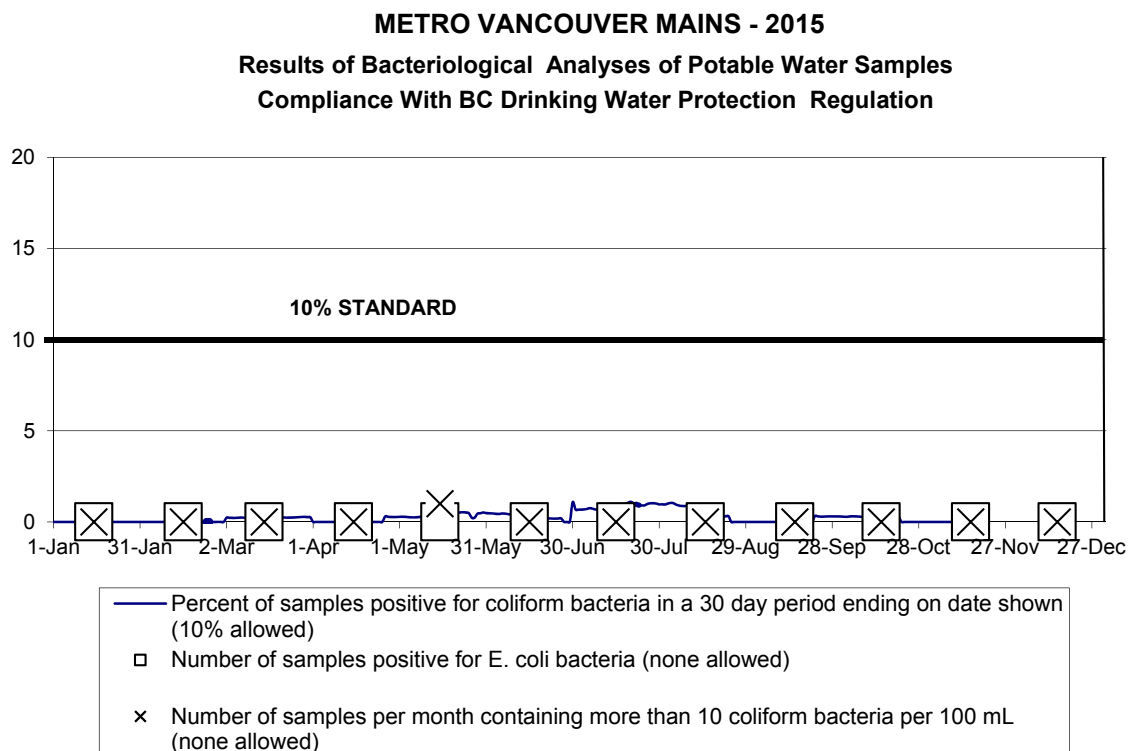 METRO VANCOUVER MAINS - 2015
Results of Bacteriological Analyses of Potable Water Samples
Compliance With BC Drinking Water Protection Regulation
20
15
10% STANDARD
10
5
0
1-Jan 31-Jan 2-Mar 1-Apr 1-May 31-May 30-Jun 30-Jul 29-Aug 28-Sep 28-Oct 27-Nov 27-Dec
Percent of samples positive for coliform bacteria in a 30 day period ending on date shown
(10% allowed)
Number of samples positive for E. coli bacteria (none allowed)
Number of samples per month containing more than 10 coliform bacteria per 100 mL
(none allowed)